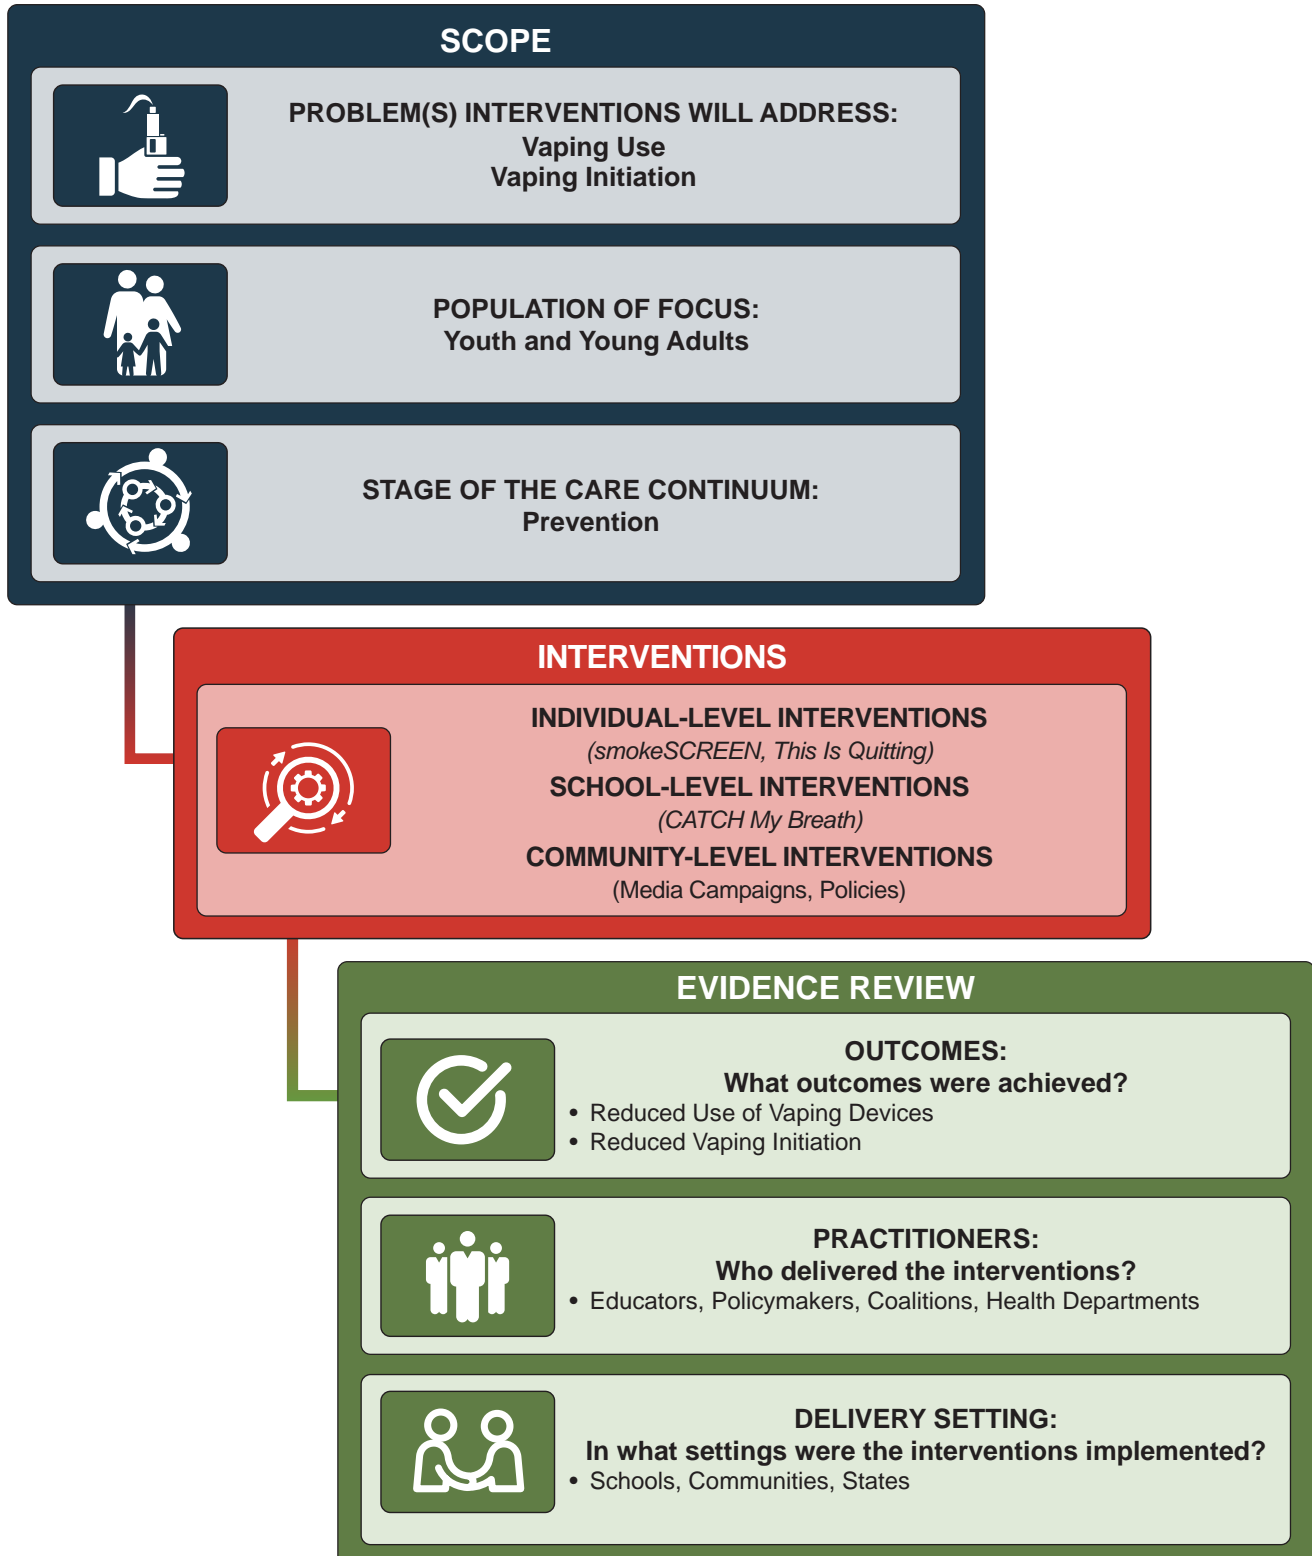 SCOPE
PROBLEM(S) INTERVENTIONS WILL ADDRESS:
Vaping Use
Vaping Initiation
POPULATION OF FOCUS:
Youth and Young Adults
STAGE OF THE CARE CONTINUUM:
Prevention
INTERVENTIONS
INDIVIDUAL-LEVEL INTERVENTIONS
(smokeSCREEN, This Is Quitting)
SCHOOL-LEVEL INTERVENTIONS
(CATCH My Breath)
COMMUNITY-LEVEL INTERVENTIONS
(Media Campaigns, Policies)
EVIDENCE REVIEW
OUTCOMES:
What outcomes were achieved?
• Reduced Use of Vaping Devices
• Reduced Vaping Initiation
PRACTITIONERS:
Who delivered the interventions?
• Educators, Policymakers, Coalitions, Health Departments
DELIVERY SETTING:
In what settings were the interventions implemented?
• Schools, Communities, States